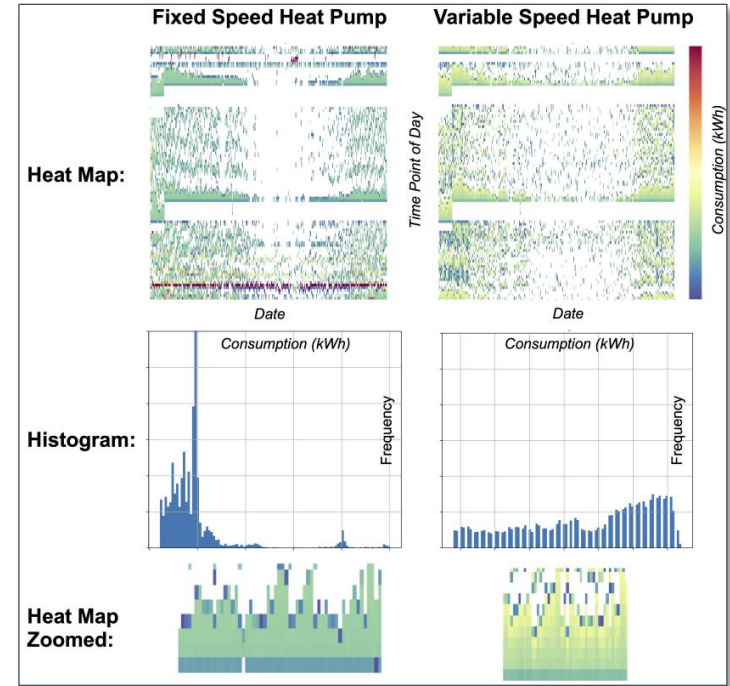 Fixed Speed Heat Pump
Variable Speed Heat Pump
Heat Map:
Time Point of Day
Consumption (kWh)
Date
Date
Histogram:
Consumption (kWh)
Frequency
Consumption (kWh)
Frequency
Heat Map
Zoomed: